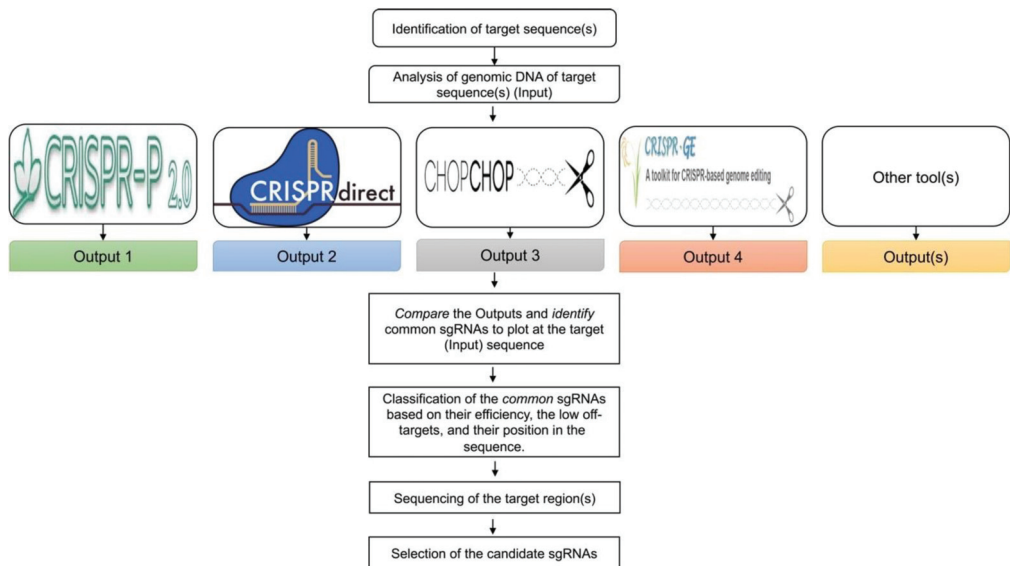 Identification of target sequence(s)
Analysis of genomic DNA of target
sequence(s) (Input)
CRISPR-P 2.0
CRISPRdirect
CHOPCHOP
CRISPR-GE
A toolkit for CRISPR-based genome editing
Other tool(s)
Output 1
Output 2
Output 3
Output 4
Output(s)
Compare the Outputs and identify
common sgRNAs to plot at the target
(Input) sequence
Classification of the common sgRNAs
based on their efficiency, the low off-
targets, and their position in the
sequence.
Sequencing of the target region(s)
Selection of the candidate sgRNAs